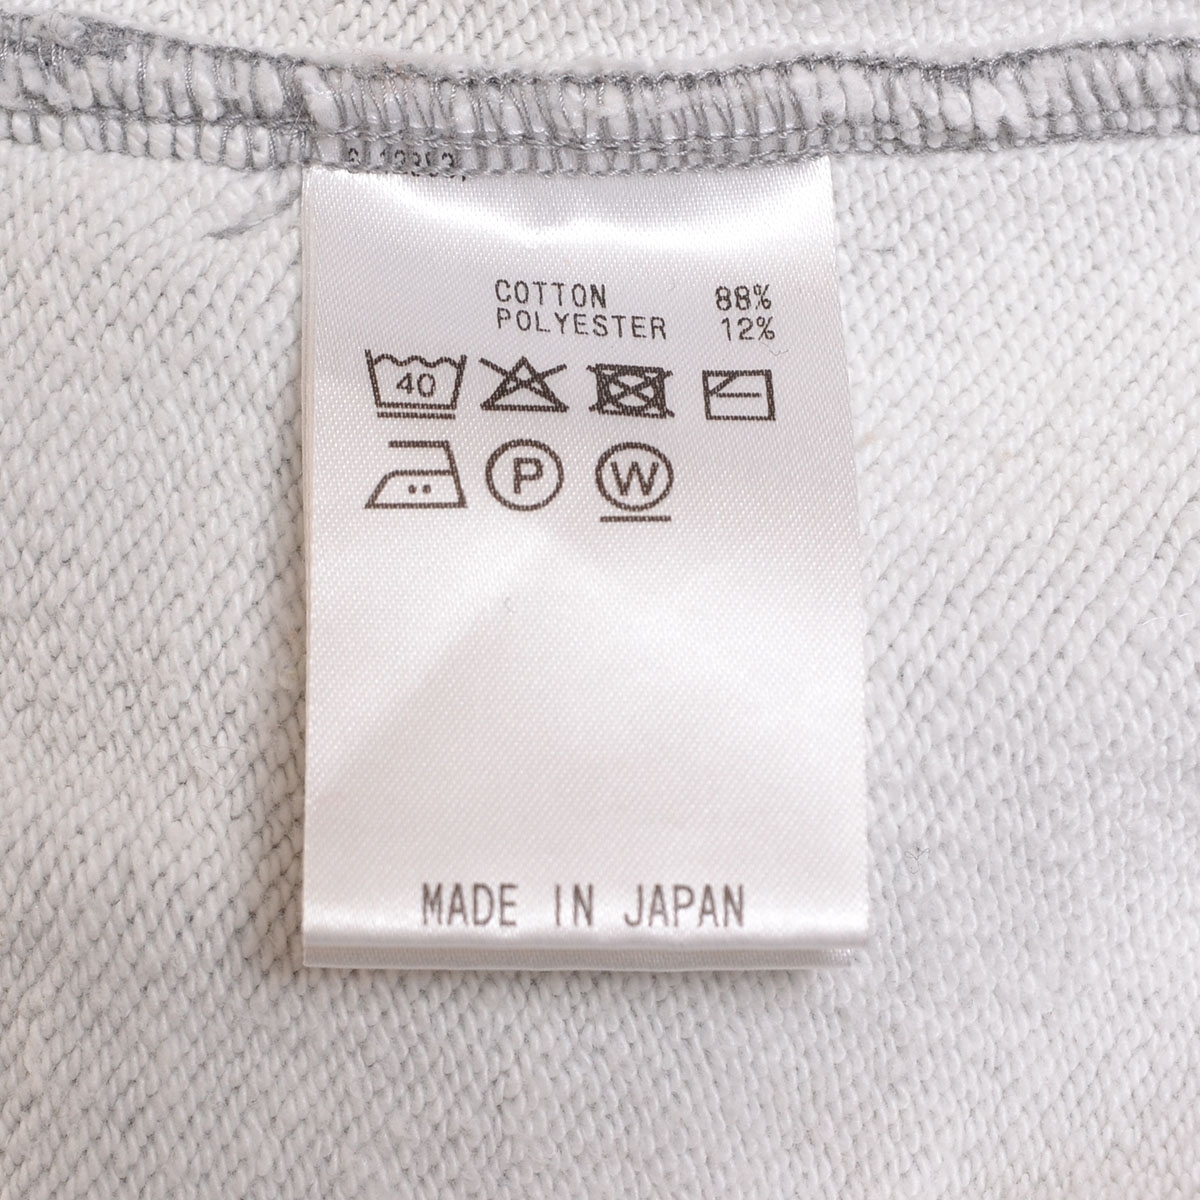 COTTON 88%
POLYESTER 12%
40
P W
MADE IN JAPAN